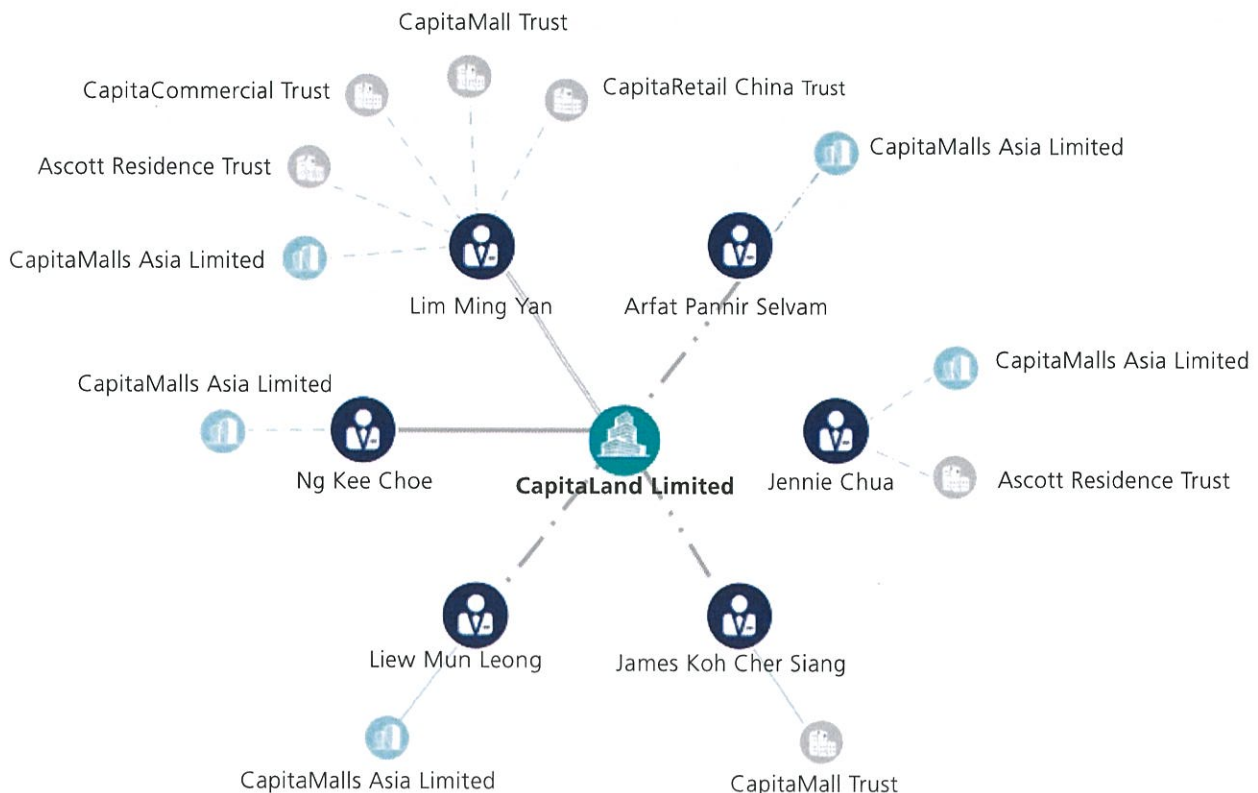 CapitaMall Trust
CapitaCommercial Trust
CapitaRetail China Trust
CapitaMalls Asia Limited
Ascott Residence Trust
CapitaMalls Asia Limited
Lim Ming Yan
Arfat Pannir Selvam
CapitaMalls Asia Limited
CapitaMalls Asia Limited
Ng Kee Choe
CapitaLand Limited
Jennie Chua
Ascott Residence Trust
Liew Mun Leong
James Koh Cher Siang
CapitaMalls Asia Limited
CapitaMall Trust